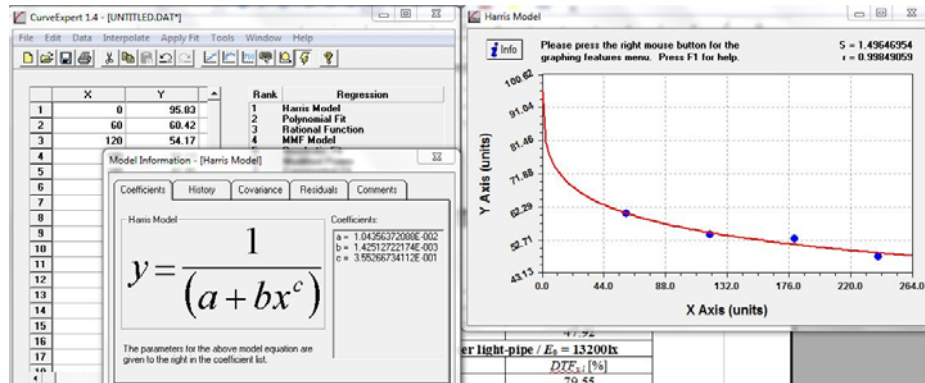 CurveExpert 1.4 - [UNTITLED.DAT*]
File Edit Data Interpolate Apply Fit Tools Window Help
X Y
1 0 95.83
2 60 60.42
3 120 54.17
4
5
6
7
8
9
10
11
12
13
14
15
16
17
Rank Regression
1 Harris Model
2 Polynomial Fit
3 Rational Function
4 MMF Model
Model Information - [Harris Model]
Coefficients History Covariance Residuals Comments
Harris Model
y = 1 / (a + bx^c)
Coefficients:
a = 1.04356372088E-002
b = 1.42512722174E-003
c = 3.55266734112E-001
The parameters for the above model equation are
given to the right in the coefficient list.
Harris Model
Info
Please press the right mouse button for the
graphing features menu. Press F1 for help.
S = 1.49646954
r = 0.99849059
Y Axis (units)
100.62
91.04
81.46
71.88
62.29
52.71
43.13
0.0 44.0 88.0 132.0 176.0 220.0 264.0
X Axis (units)
47.92
er light-pipe / E0 = 13200lx
[%]
79.55